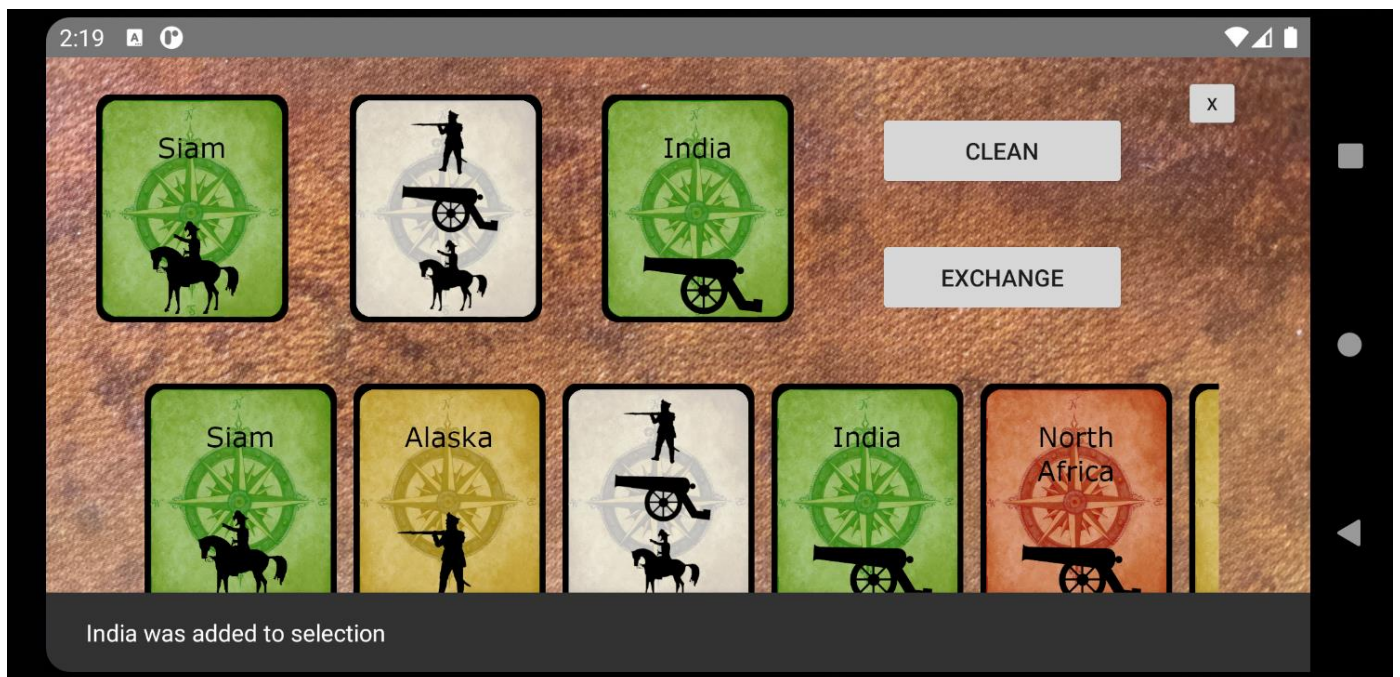 2:19
A
Siam
India
x
CLEAN
EXCHANGE
Siam
Alaska
India
North
Africa
India was added to selection